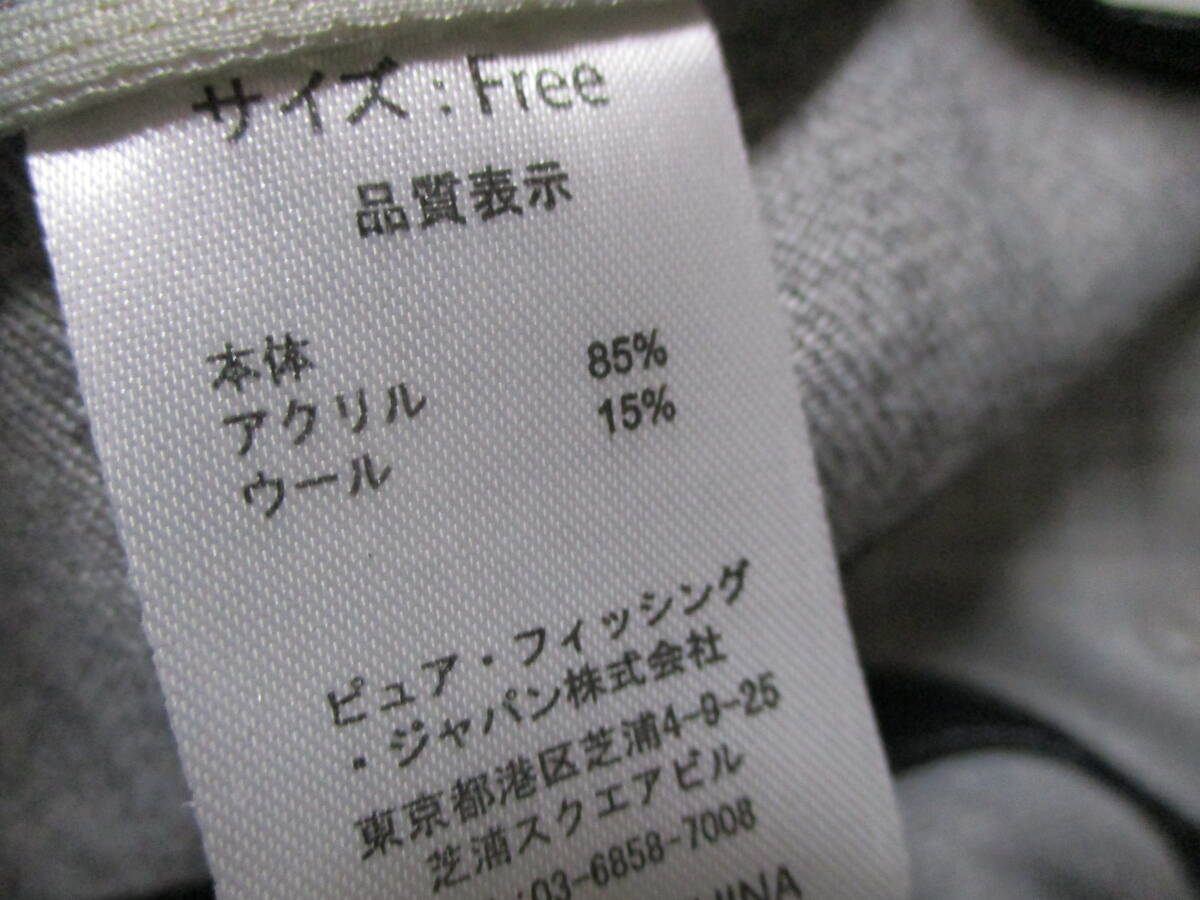 サイズ : Free
品質表示
本体
アクリル 85%
ウール 15%
ピュア・フィッシング
・ジャパン株式会社
東京都港区芝浦4-9-25
芝浦スクエアビル
03-6858-7008